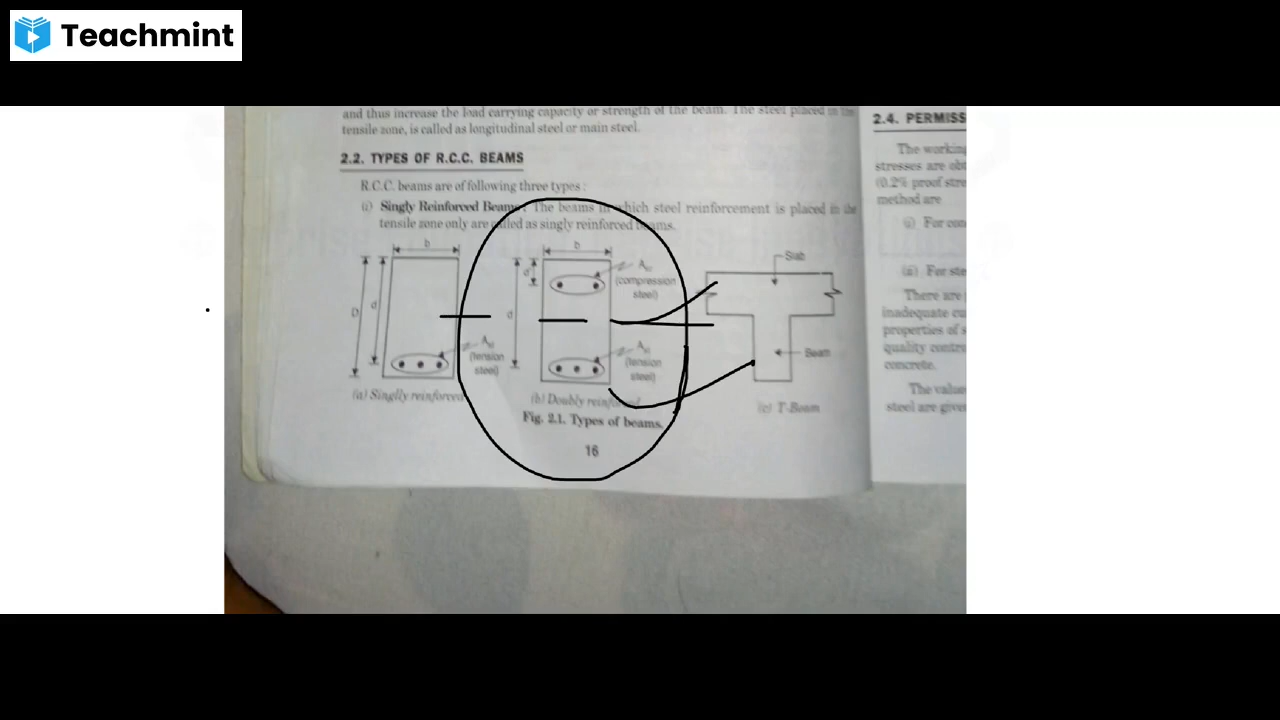 Teachmint
and thus increase the load carrying capacity or strength of the beam. The steel placed in the
tensile zone, is called as longitudinal steel or main steel.
2.2. TYPES OF R.C.C. BEAMS
R.C.C. beams are of following three types :
(i) Singly Reinforced Beams : The beams in which steel reinforcement is placed in the
tensile zone only are called as singly reinforced beams.
b
D
d
Ast
(tension
steel)
(a) Singlly reinforced
b
d'
d
Asc
(compression
steel)
Ast
(tension
steel)
(b) Doubly reinforced
Slab
Beam
(c) T-Beam
Fig. 2.1. Types of beams.
16
2.4. PERMISS
The working
stresses are obt
(0.2% proof stre
method are
(i) For con
(ii) For ste
There are
inadequate cu
properties of s
quality contro
concrete.
The value
steel are given